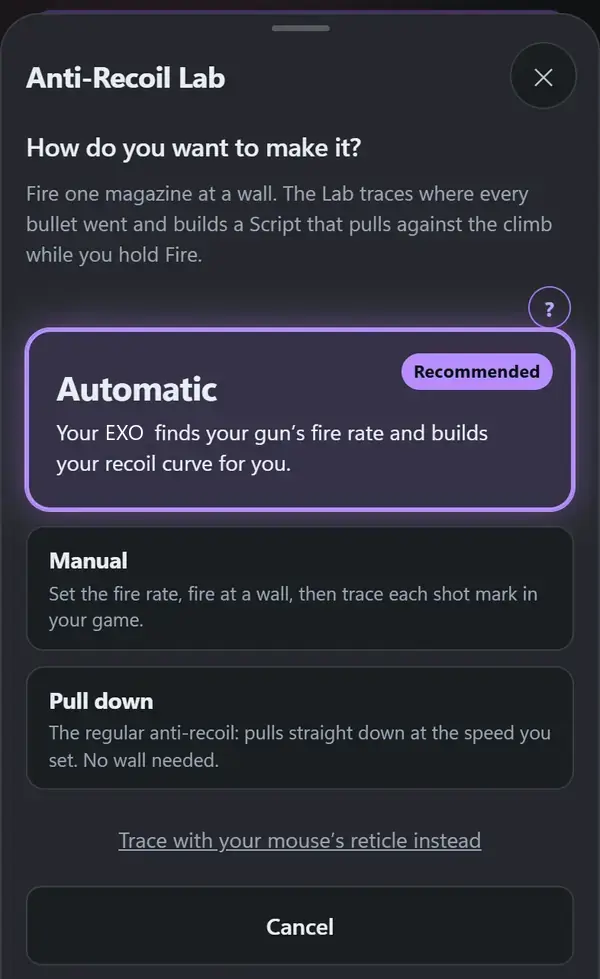 Anti-Recoil Lab
How do you want to make it?
Fire one magazine at a wall. The Lab traces where every
bullet went and builds a Script that pulls against the climb
while you hold Fire.
?
Recommended
Automatic
Your EXO finds your gun’s fire rate and builds
your recoil curve for you.
Manual
Set the fire rate, fire at a wall, then trace each shot mark in
your game.
Pull down
The regular anti-recoil: pulls straight down at the speed you
set. No wall needed.
Trace with your mouse’s reticle instead
Cancel